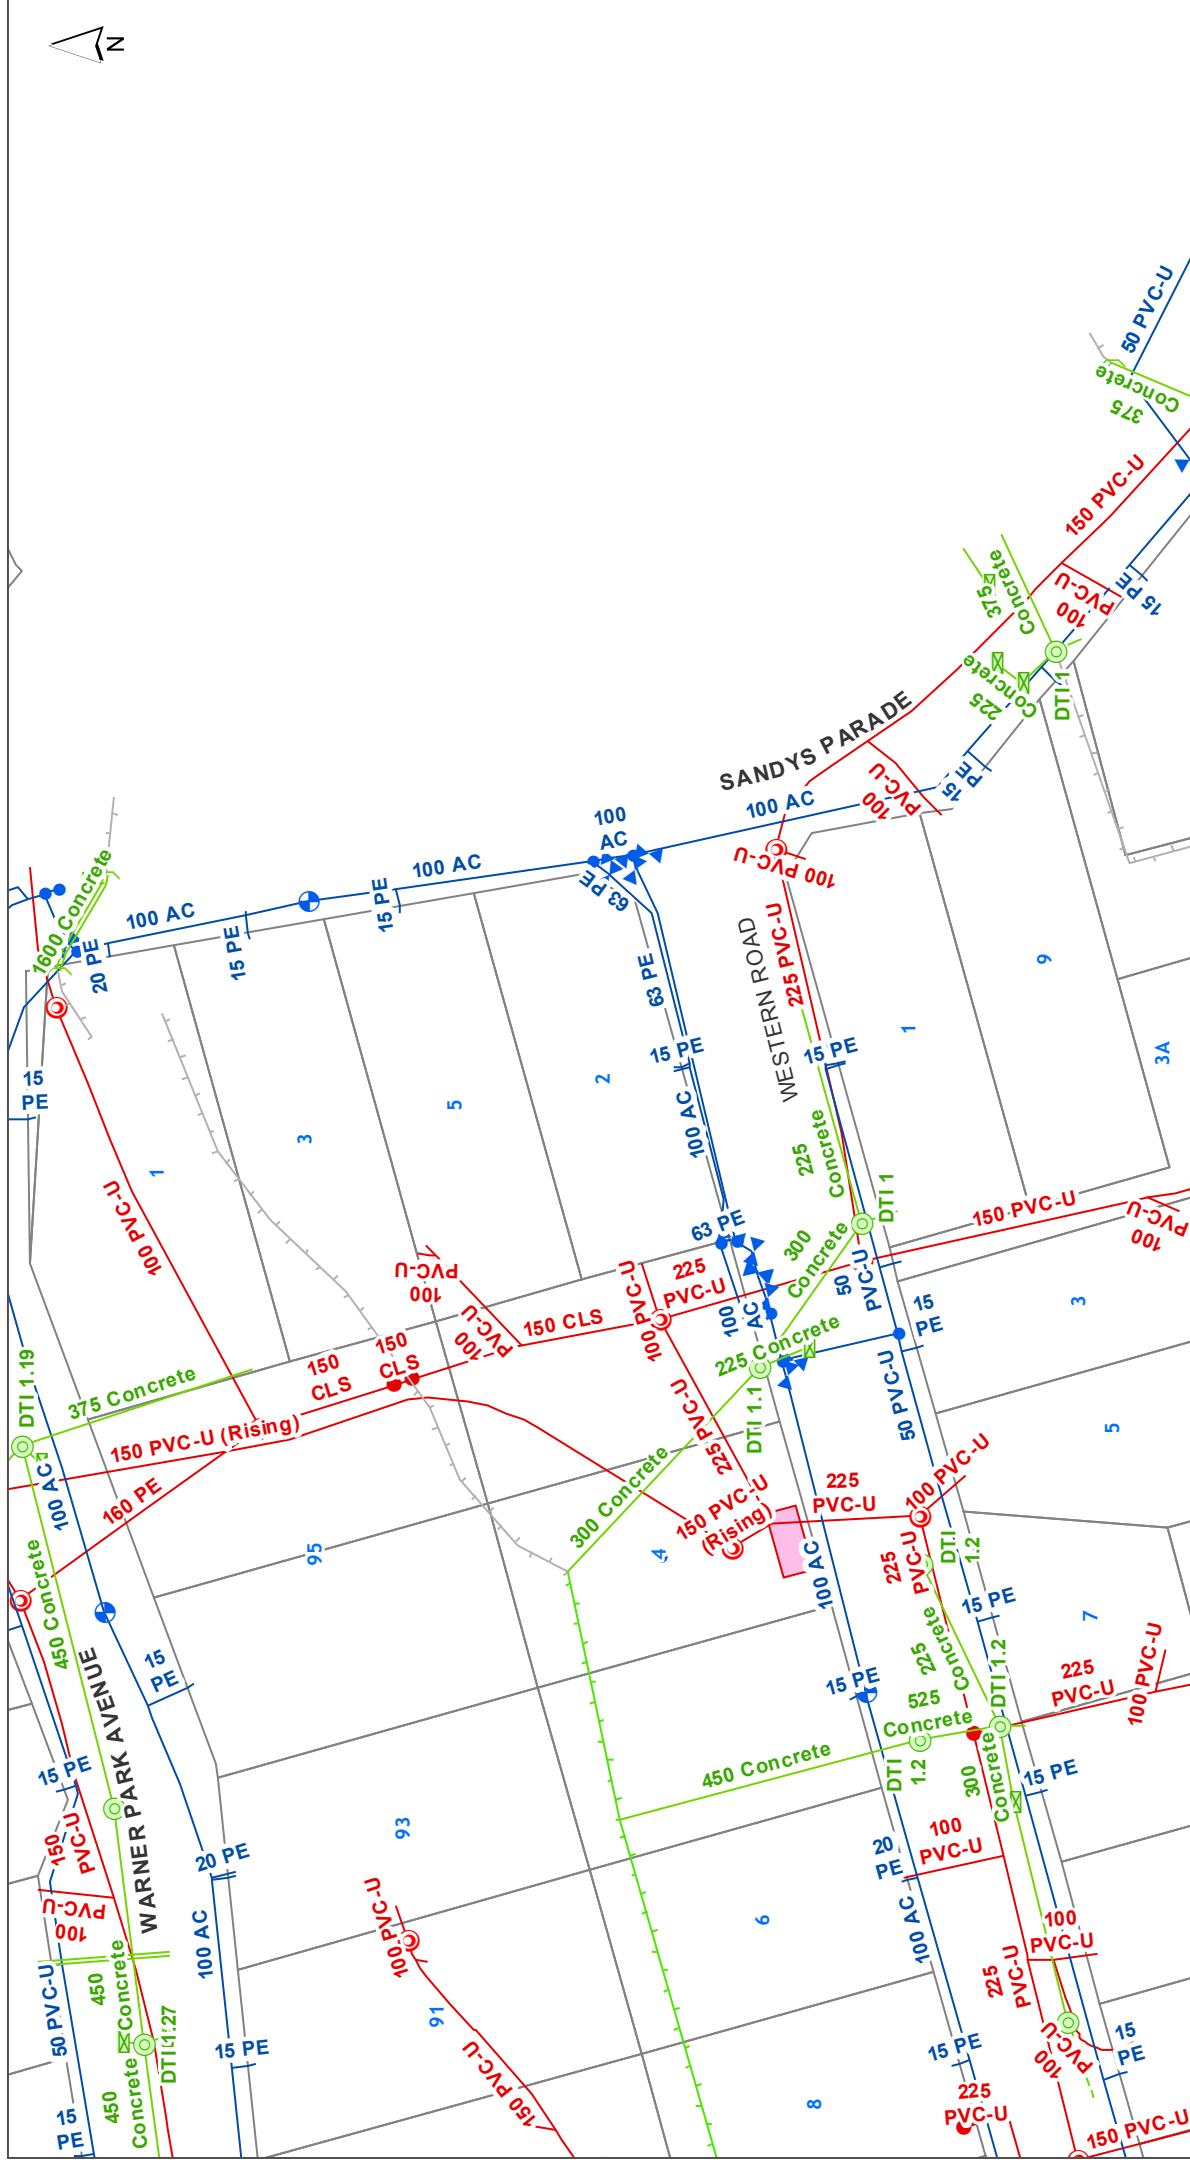 N
50 PVC-U
Concrete
375
150 PVC-U
Concrete
375
PVC-U
100
15 PE
Concrete
225
DTI 1
SANDYS PARADE
15 PE
PVC-U
100
100 AC
100
AC
100 PVC-U
63 PE
100 AC
15 PE
1600 Concrete
100 AC
20 PE
15 PE
WESTERN ROAD
225 PVC-U
63 PE
9
15 PE
15 PE
1
3A
15
PE
2
5
3
1
100 AC
225
Concrete
100 PVC-U
DTI 1
150 PVC-U
PVC-U
100
63 PE
300
Concrete
PVC-U
100
225
PVC-U
100 PVC-U
50
PVC-U
15
PE
3
150 CLS
PVC-U
100
100
AC
225 Concrete
150
CLS
150
CLS
DTI 1.19
375 Concrete
50 PVC-U
5
225 PVC-U
DTI 1.1
150 PVC-U (Rising)
100 AC
160 PE
300 Concrete
150 PVC-U
(Rising)
225
PVC-U
100 PVC-U
95
4
100 AC
225
PVC-U
DTI
1.2
450 Concrete
15 PE
7
225
Concrete
15
PE
DTI 1.2
225
PVC-U
100 PVC-U
15 PE
525
Concrete
WARNER PARK AVENUE
15 PE
450 Concrete
DTI
1.2
300
Concrete
15 PE
150
PVC-U
93
20 PE
20
PE
100
PVC-U
PVC-U
100
100 PVC-U
6
100 AC
100 AC
100
PVC-U
450
Concrete
50 PVC-U
225
PVC-U
91
DTI 1.27
15 PE
15 PE
PVC-U
100
15
PE
450
Concrete
150 PVC-U
15
PE
8
225
PVC-U
150 PVC-U